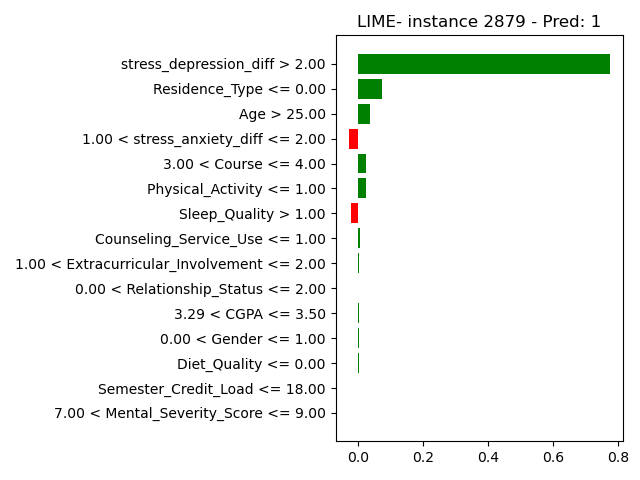 LIME- instance 2879 - Pred: 1
stress_depression_diff > 2.00
Residence_Type <= 0.00
Age > 25.00
1.00 < stress_anxiety_diff <= 2.00
3.00 < Course <= 4.00
Physical_Activity <= 1.00
Sleep_Quality > 1.00
Counseling_Service_Use <= 1.00
1.00 < Extracurricular_Involvement <= 2.00
0.00 < Relationship_Status <= 2.00
3.29 < CGPA <= 3.50
0.00 < Gender <= 1.00
Diet_Quality <= 0.00
Semester_Credit_Load <= 18.00
7.00 < Mental_Severity_Score <= 9.00
0.0 0.2 0.4 0.6 0.8